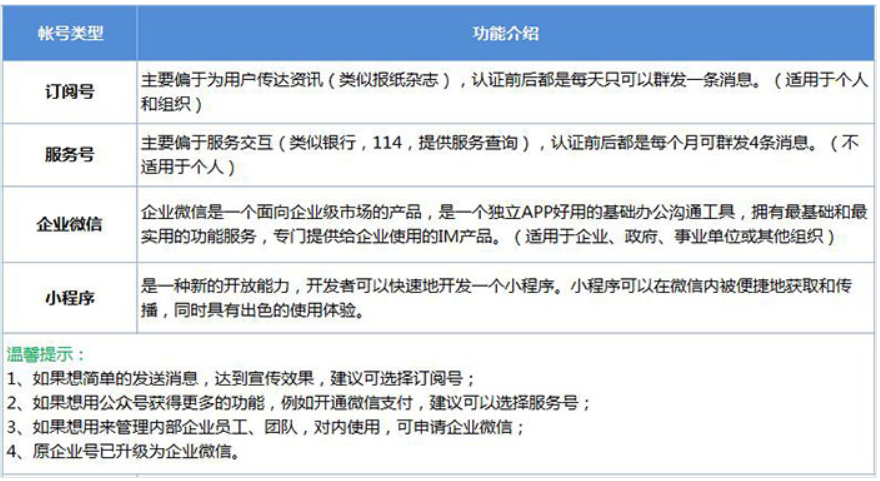 帐号类型
功能介绍
订阅号
主要偏于为用户传达资讯（类似报纸杂志），认证前后都是每天只可以群发一条消息。（适用于个人
和组织）
服务号
主要偏于服务交互（类似银行，114，提供服务查询），认证前后都是每个月可群发4条消息。（不
适用于个人）
企业微信
企业微信是一个面向企业级市场的产品，是一个独立APP好用的基础办公沟通工具，拥有最基础和最
实用的功能服务，专门提供给企业使用的IM产品。（适用于企业、政府、事业单位或其他组织）
小程序
是一种新的开放能力，开发者可以快速地开发一个小程序。小程序可以在微信内被便捷地获取和传
播，同时具有出色的使用体验。
温馨提示：
1、如果想简单的发送消息，达到宣传效果，建议可选择订阅号；
2、如果想用公众号获得更多的功能，例如开通微信支付，建议可以选择服务号；
3、如果想用来管理内部企业员工、团队，对内使用，可申请企业微信；
4、原企业号已升级为企业微信。